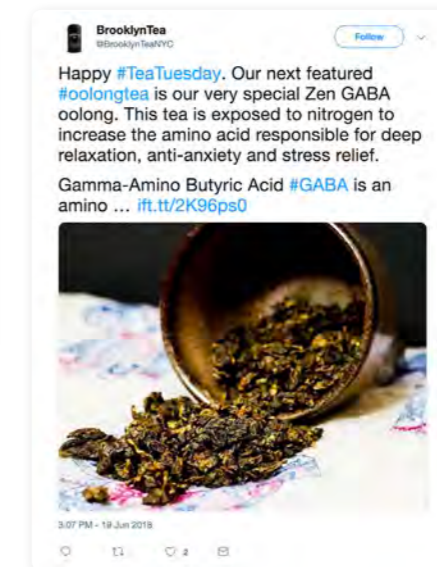 BrooklynTea
@BrooklynTeaNYC
Follow
Happy #TeaTuesday. Our next featured
#oolongtea is our very special Zen GABA
oolong. This tea is exposed to nitrogen to
increase the amino acid responsible for deep
relaxation, anti-anxiety and stress relief.
Gamma-Amino Butyric Acid #GABA is an
amino ... ift.tt/2K96ps0
3:07 PM - 19 Jun 2018
2